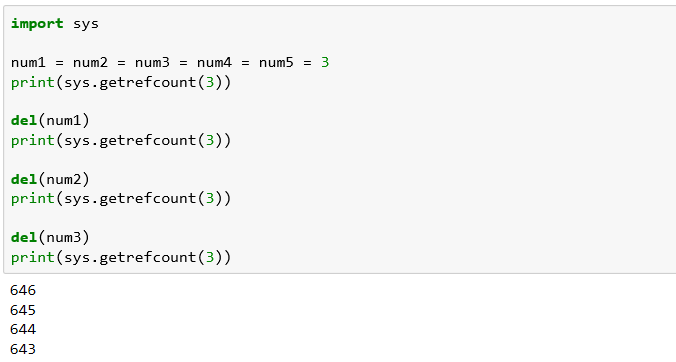 import sys
num1 = num2 = num3 = num4 = num5 = 3
print(sys.getrefcount(3))
del(num1)
print(sys.getrefcount(3))
del(num2)
print(sys.getrefcount(3))
del(num3)
print(sys.getrefcount(3))
646
645
644
643